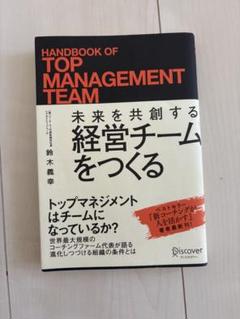 HANDBOOK OF
TOP
MANAGEMENT
TEAM
未来を共創する
経営チーム
をつくる
鈴木義幸
トップマネジメント
はチームに
なっているか?
世界最大規模の
コーチングファーム代表が語る
進化しつづける組織の条件とは
ベストセラー
「新コーチングが
人を活かす」
著者最新刊!
Discover